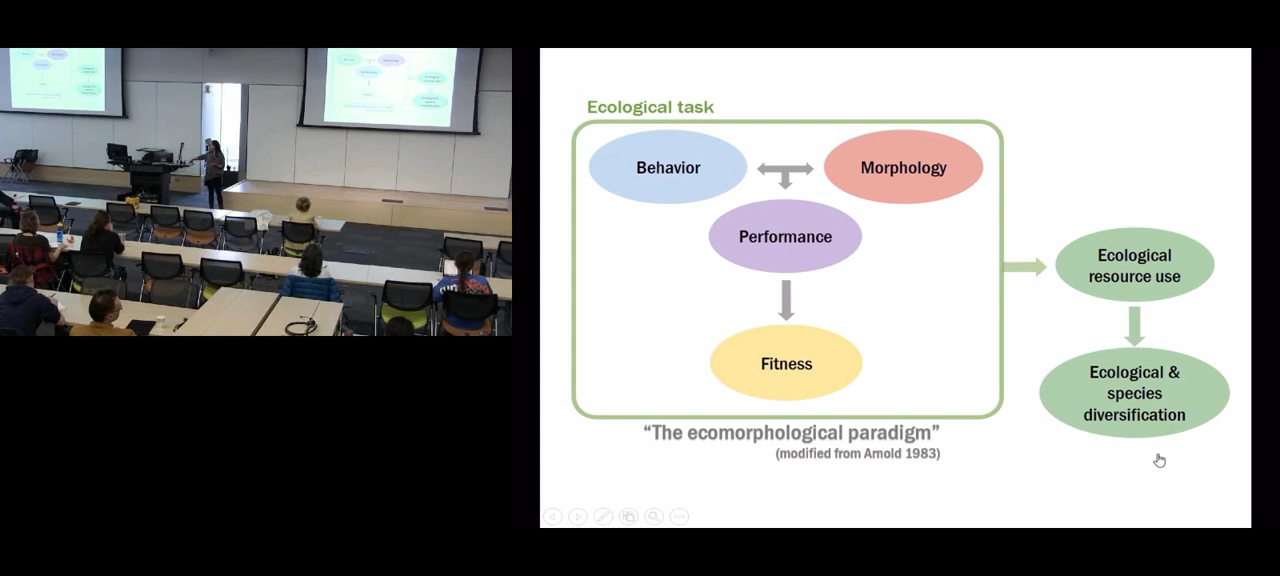 Ecological task
Behavior
Morphology
Performance
Fitness
Ecological
resource use
Ecological &
species
diversification
“The ecomorphological paradigm”
(modified from Arnold 1983)